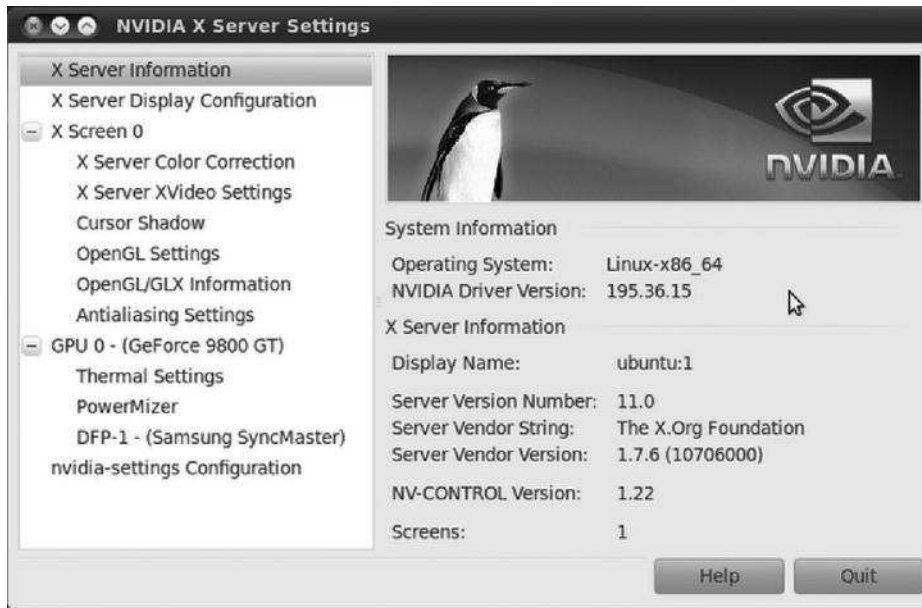 NVIDIA X Server Settings
X Server Information
X Server Display Configuration
X Screen 0
X Server Color Correction
X Server XVideo Settings
Cursor Shadow
OpenGL Settings
OpenGL/GLX Information
Antialiasing Settings
GPU 0 - (GeForce 9800 GT)
Thermal Settings
PowerMizer
DFP-1 - (Samsung SyncMaster)
nvidia-settings Configuration
NVIDIA
System Information
Operating System: Linux-x86_64
NVIDIA Driver Version: 195.36.15
X Server Information
Display Name: ubuntu:1
Server Version Number: 11.0
Server Vendor String: The X.Org Foundation
Server Vendor Version: 1.7.6 (10706000)
NV-CONTROL Version: 1.22
Screens: 1
Help
Quit